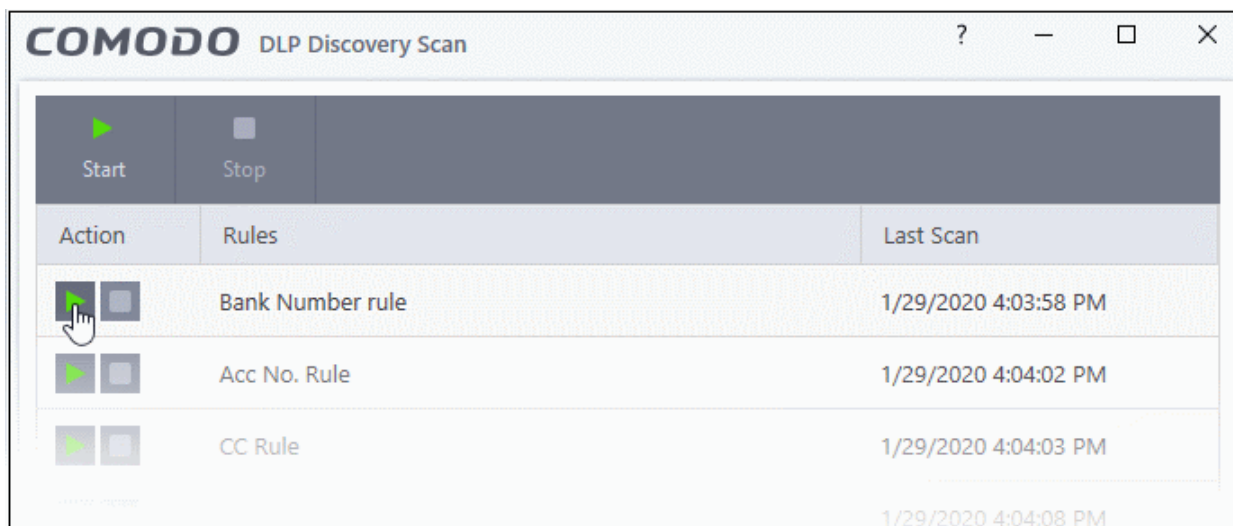 COMODO DLP Discovery Scan ?
Start Stop
Action Rules Last Scan
Bank Number rule 1/29/2020 4:03:58 PM
Acc No. Rule 1/29/2020 4:04:02 PM
CC Rule 1/29/2020 4:04:03 PM
1/29/2020 4:04:08 PM